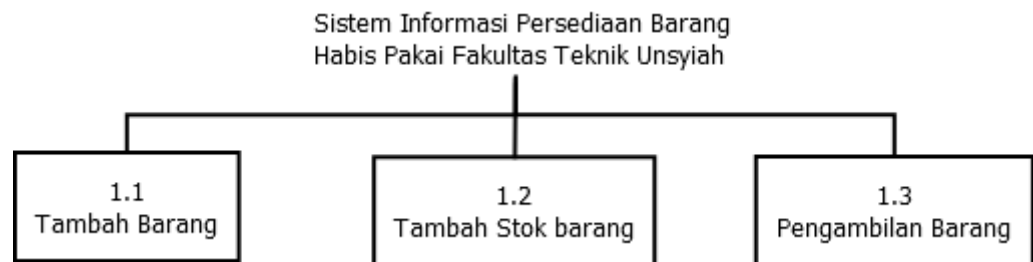 Sistem Informasi Persediaan Barang
Habis Pakai Fakultas Teknik Unsyiah
1.1
Tambah Barang
1.2
Tambah Stok barang
1.3
Pengambilan Barang